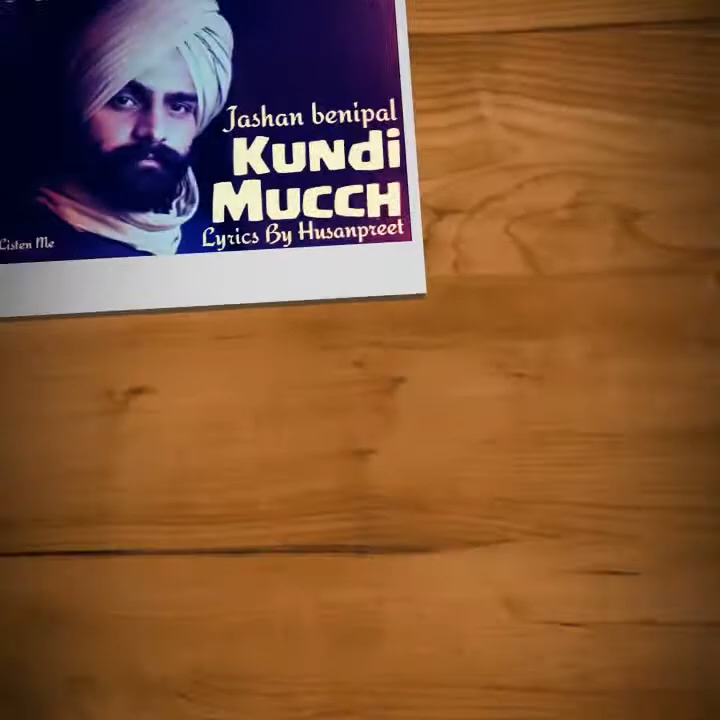 Jashan benipal
Kundi
Mucch
Listen Me
Lyrics By Husanpreet